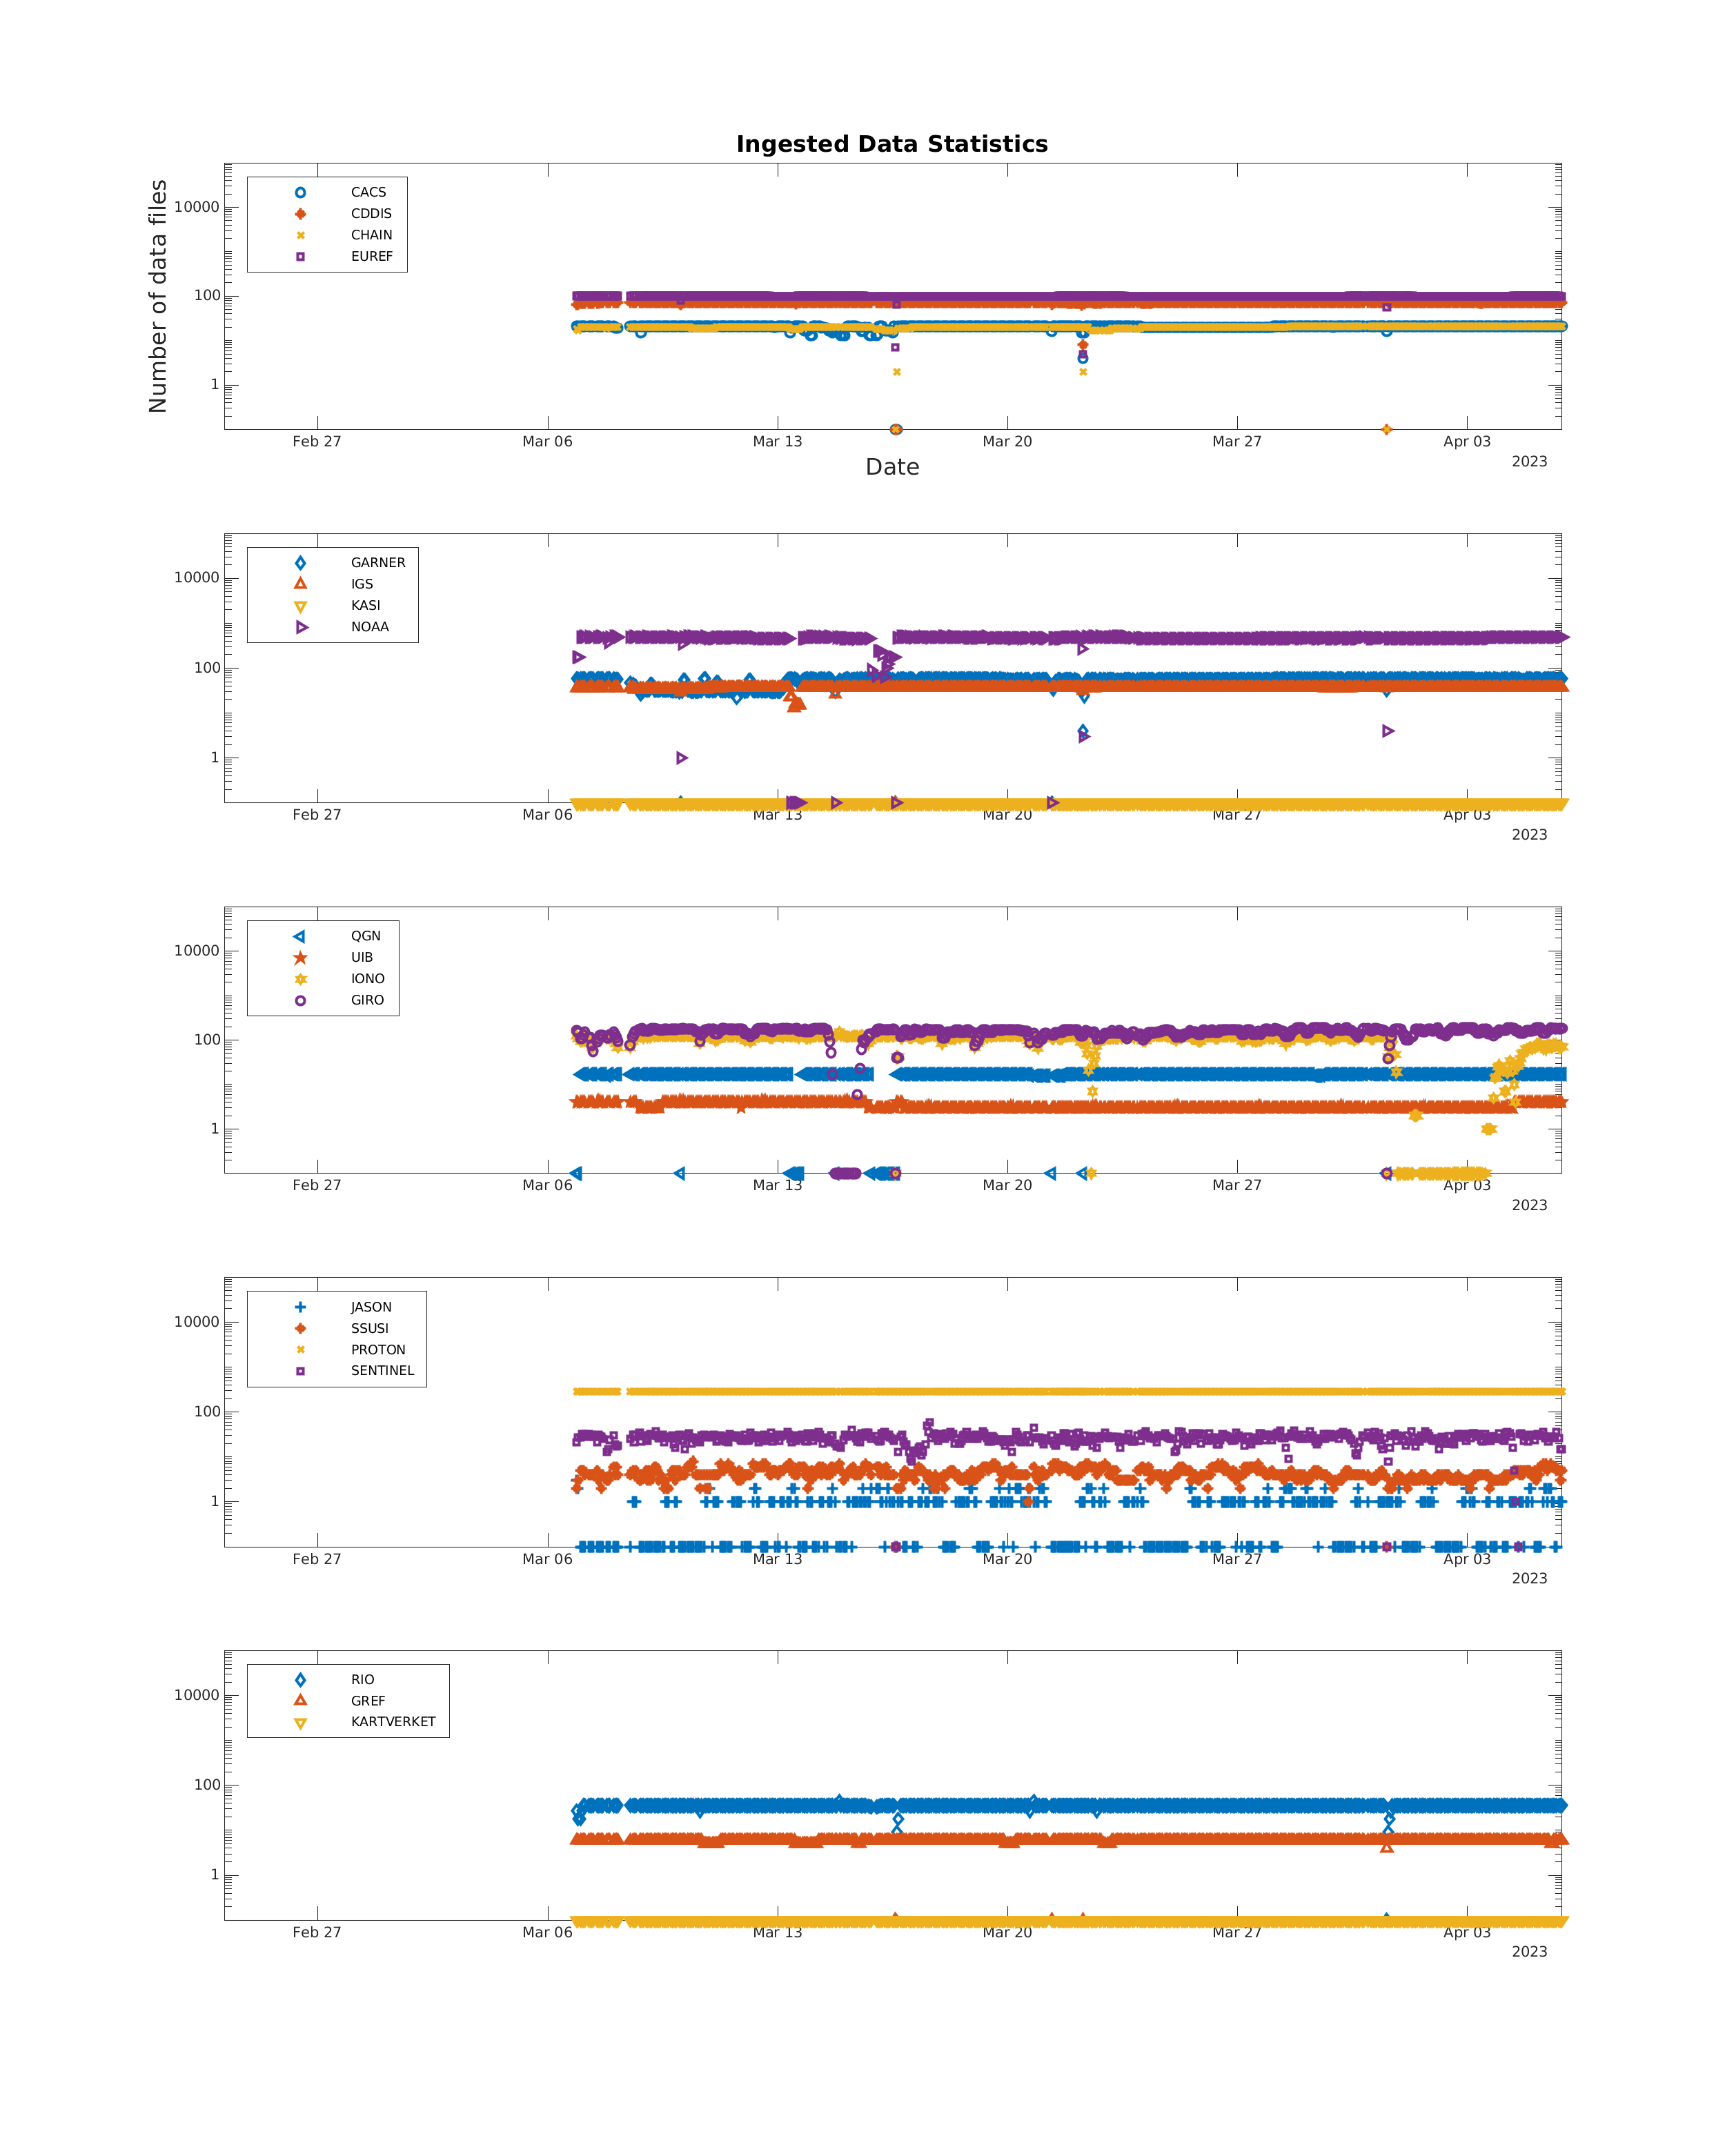 Ingested Data Statistics
Number of data files
10000
100
1
CACS
CDDIS
CHAIN
EUREF
Feb 27 Mar 06 Mar 13 Mar 20 Mar 27 Apr 03
2023
Date
10000
100
1
GARNER
IGS
KASI
NOAA
Feb 27 Mar 06 Mar 13 Mar 20 Mar 27 Apr 03
2023
10000
100
1
QGN
UIB
IONO
GIRO
Feb 27 Mar 06 Mar 13 Mar 20 Mar 27 Apr 03
2023
10000
100
1
JASON
SSUSI
PROTON
SENTINEL
Feb 27 Mar 06 Mar 13 Mar 20 Mar 27 Apr 03
2023
10000
100
1
RIO
GREF
KARTVERKET
Feb 27 Mar 06 Mar 13 Mar 20 Mar 27 Apr 03
2023